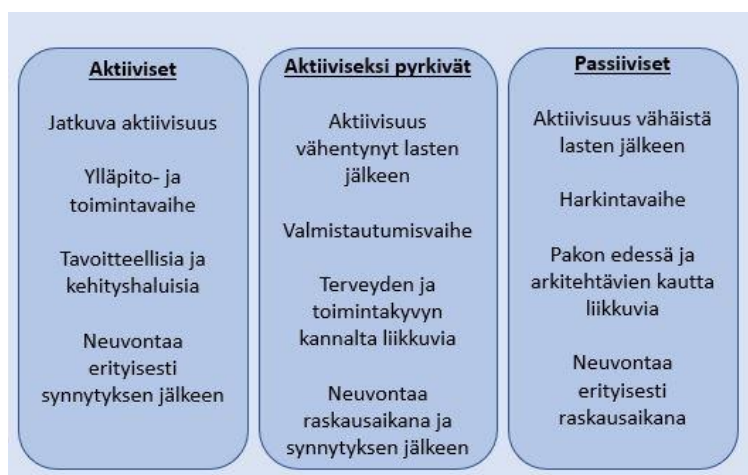 Aktiiviset
Jatkuva aktiivisuus
Ylläpito- ja
toimintavaihe
Tavoitteellisia ja
kehityshaluisia
Neuvontaa
erityisesti
synnytyksen jälkeen
Aktiiviseksi pyrkivät
Aktiivisuus
vähentynyt lasten
jälkeen
Valmistautumisvaihe
Terveyden ja
toimintakyvyn
kannalta liikkuvia
Neuvontaa
raskausaikana ja
synnytyksen jälkeen
Passiiviset
Aktiivisuus vähäistä
lasten jälkeen
Harkintavaihe
Pakon edessä ja
arkitehtävien kautta
liikkuvia
Neuvontaa
erityisesti
raskausaikana